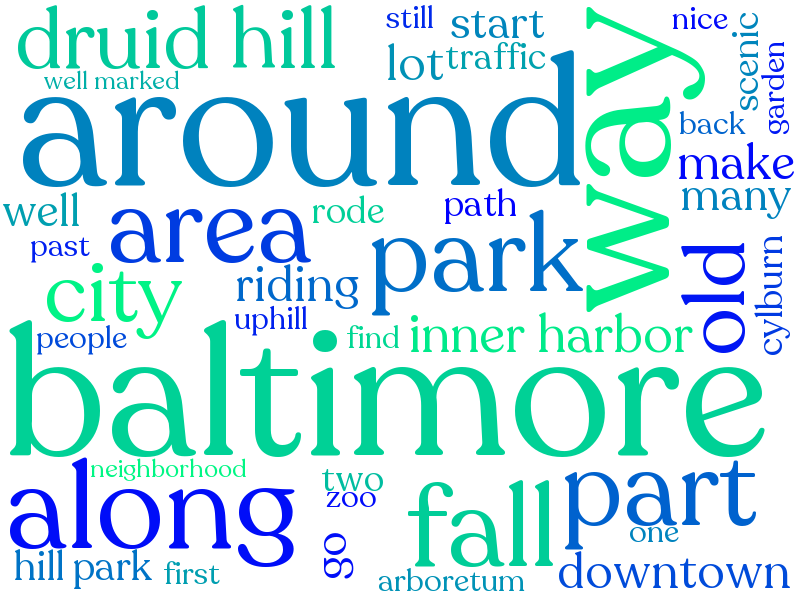 druid hill
still
start
nice
scenic
garden
lot
traffic
well marked
around
way
back
make
many
well
area
rode
path
park
past
city
riding
old
cylburn
uphill
people
find
inner harbor
baltimore
neighborhood
along
two
zoo
fall
part
one
go
hill park
first
arboretum
downtown